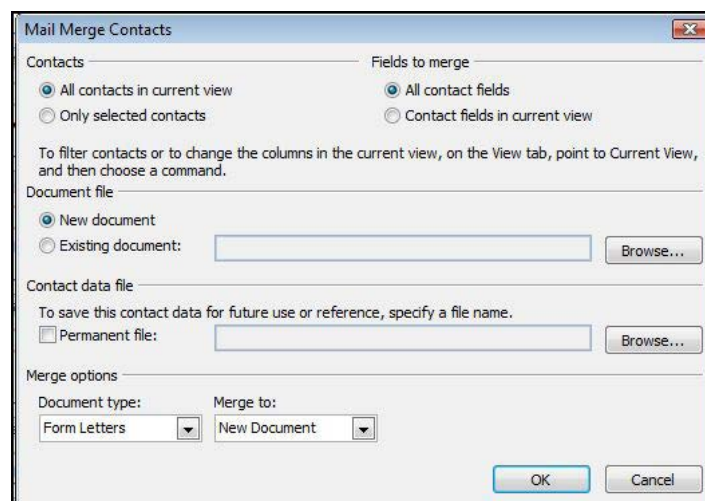 Mail Merge Contacts
Contacts
Fields to merge
All contacts in current view
All contact fields
Only selected contacts
Contact fields in current view
To filter contacts or to change the columns in the current view, on the View tab, point to Current View,
and then choose a command.
Document file
New document
Existing document:
Browse...
Contact data file
To save this contact data for future use or reference, specify a file name.
Permanent file:
Browse...
Merge options
Document type:
Merge to:
Form Letters
New Document
OK
Cancel